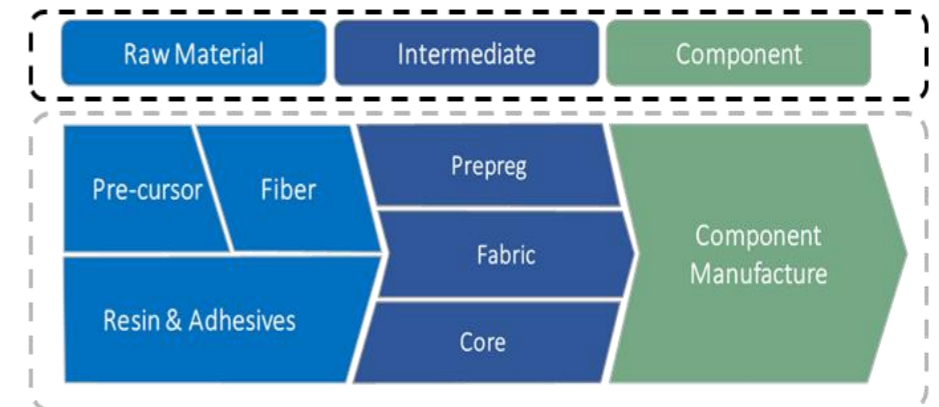 Raw Material
Intermediate
Component
Pre-cursor
Fiber
Resin & Adhesives
Prepreg
Fabric
Core
Component
Manufacture